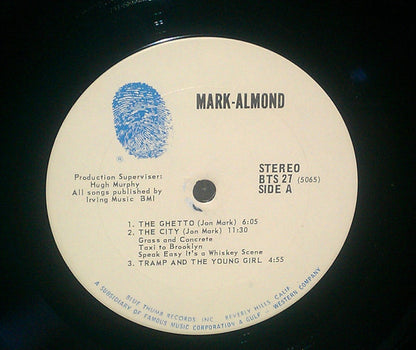 MARK-ALMOND
®
Production Superviser:
Hugh Murphy
All songs published by
Irving Music BMI
STEREO
BTS 27 (5065)
SIDE A
1. THE GHETTO (Jon Mark) 6:05
2. THE CITY (Jon Mark) 11:30
Grass and Concrete
Taxi to Brooklyn
Speak Easy It's a Whiskey Scene
3. TRAMP AND THE YOUNG GIRL 4:55
BLUE THUMB RECORDS INC. BEVERLY HILLS, CALIF.
A SUBSIDIARY OF FAMOUS MUSIC CORPORATION A GULF + WESTERN COMPANY